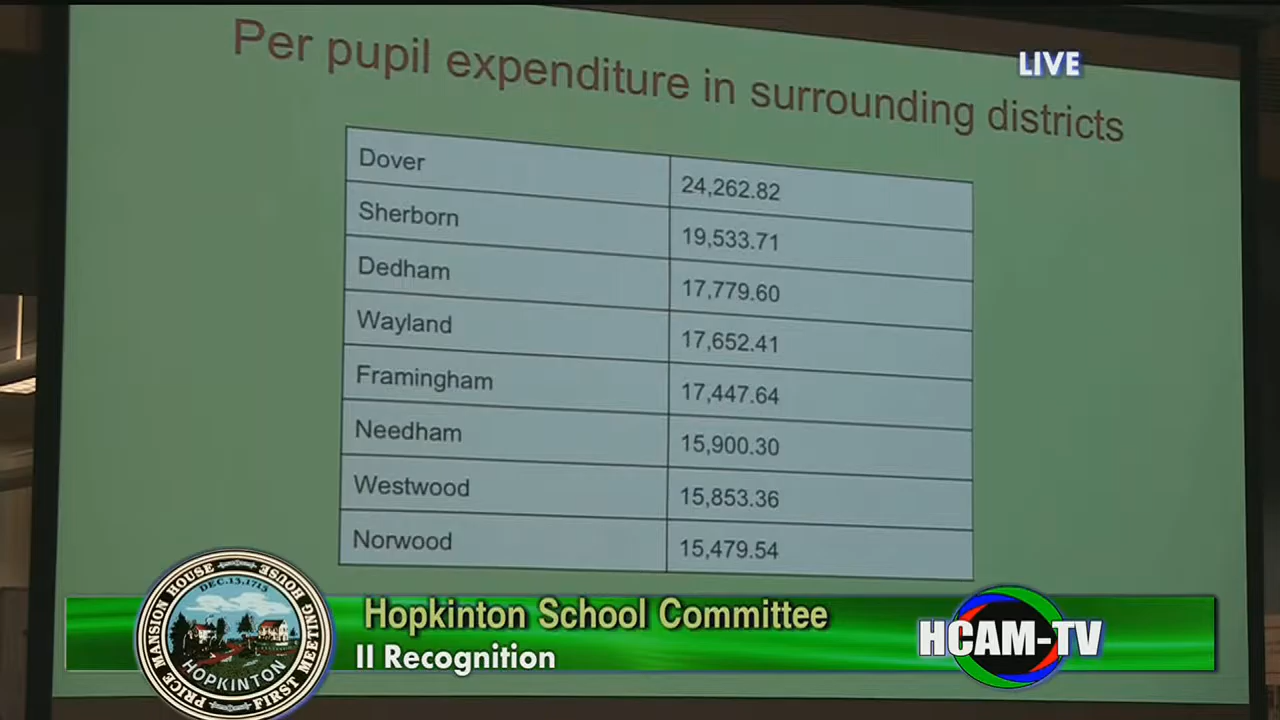 Per pupil expenditure in surrounding districts
LIVE
Dover 24,262.82
Sherborn 19,533.71
Dedham 17,779.60
Wayland 17,652.41
Framingham 17,447.64
Needham 15,900.30
Westwood 15,853.36
Norwood 15,479.54
Hopkinton School Committee
II Recognition
HCAM-TV
PRICE MANSION HOUSE
FIRST MEETING HOUSE
DEC.13,1715
HOPKINTON